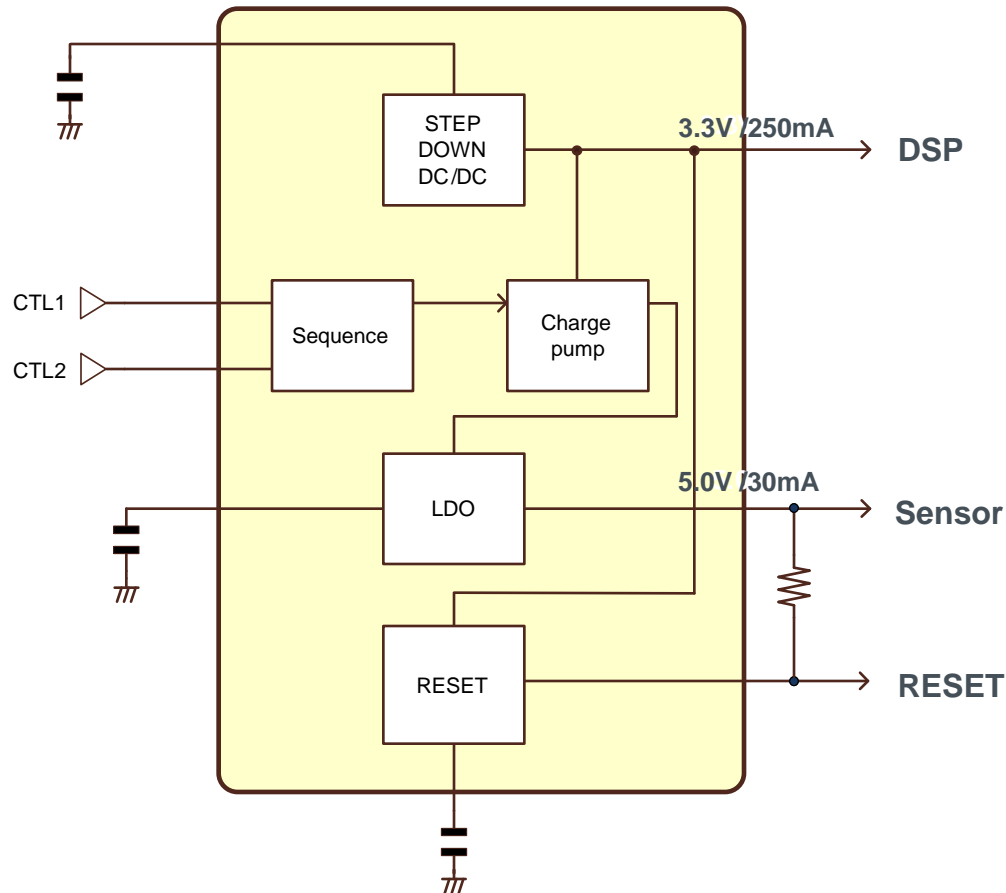 STEP
DOWN
DC/DC
3.3V /250mA
DSP
CTL1
CTL2
Sequence
Charge
pump
LDO
5.0V /30mA
Sensor
RESET
RESET